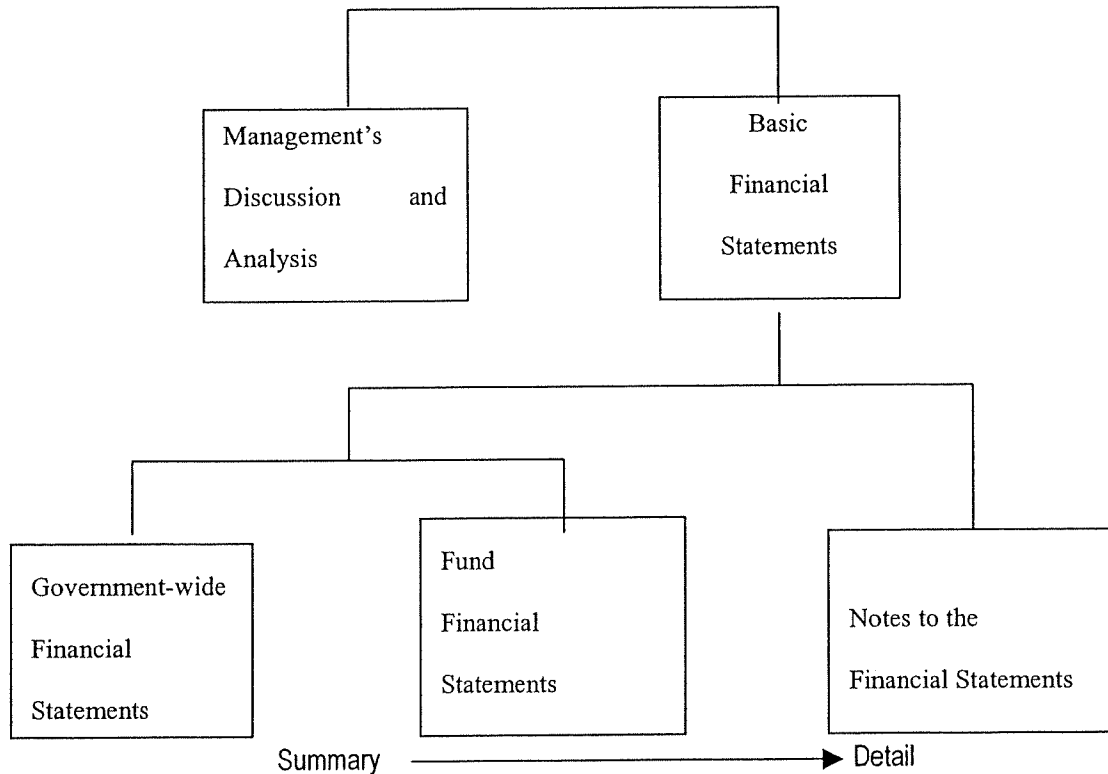 Management's
Discussion and
Analysis
Basic
Financial
Statements
Government-wide
Financial
Statements
Fund
Financial
Statements
Notes to the
Financial Statements
Summary
Detail